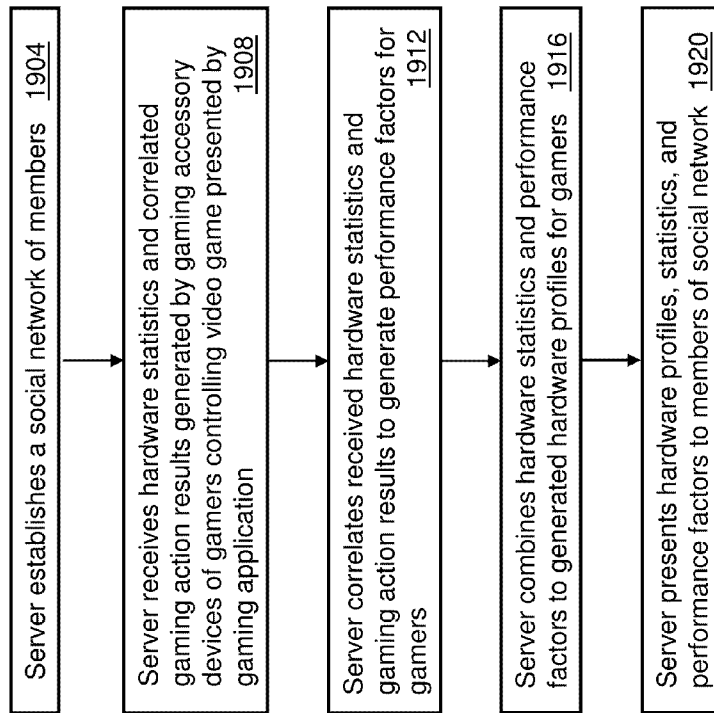 Server establishes a social network of members 1904
Server receives hardware statistics and correlated
gaming action results generated by gaming accessory
devices of gamers controlling video game presented by
gaming application 1908
Server correlates received hardware statistics and
gaming action results to generate performance factors for
gamers 1912
Server combines hardware statistics and performance
factors to generated hardware profiles for gamers 1916
Server presents hardware profiles, statistics, and
performance factors to members of social network 1920